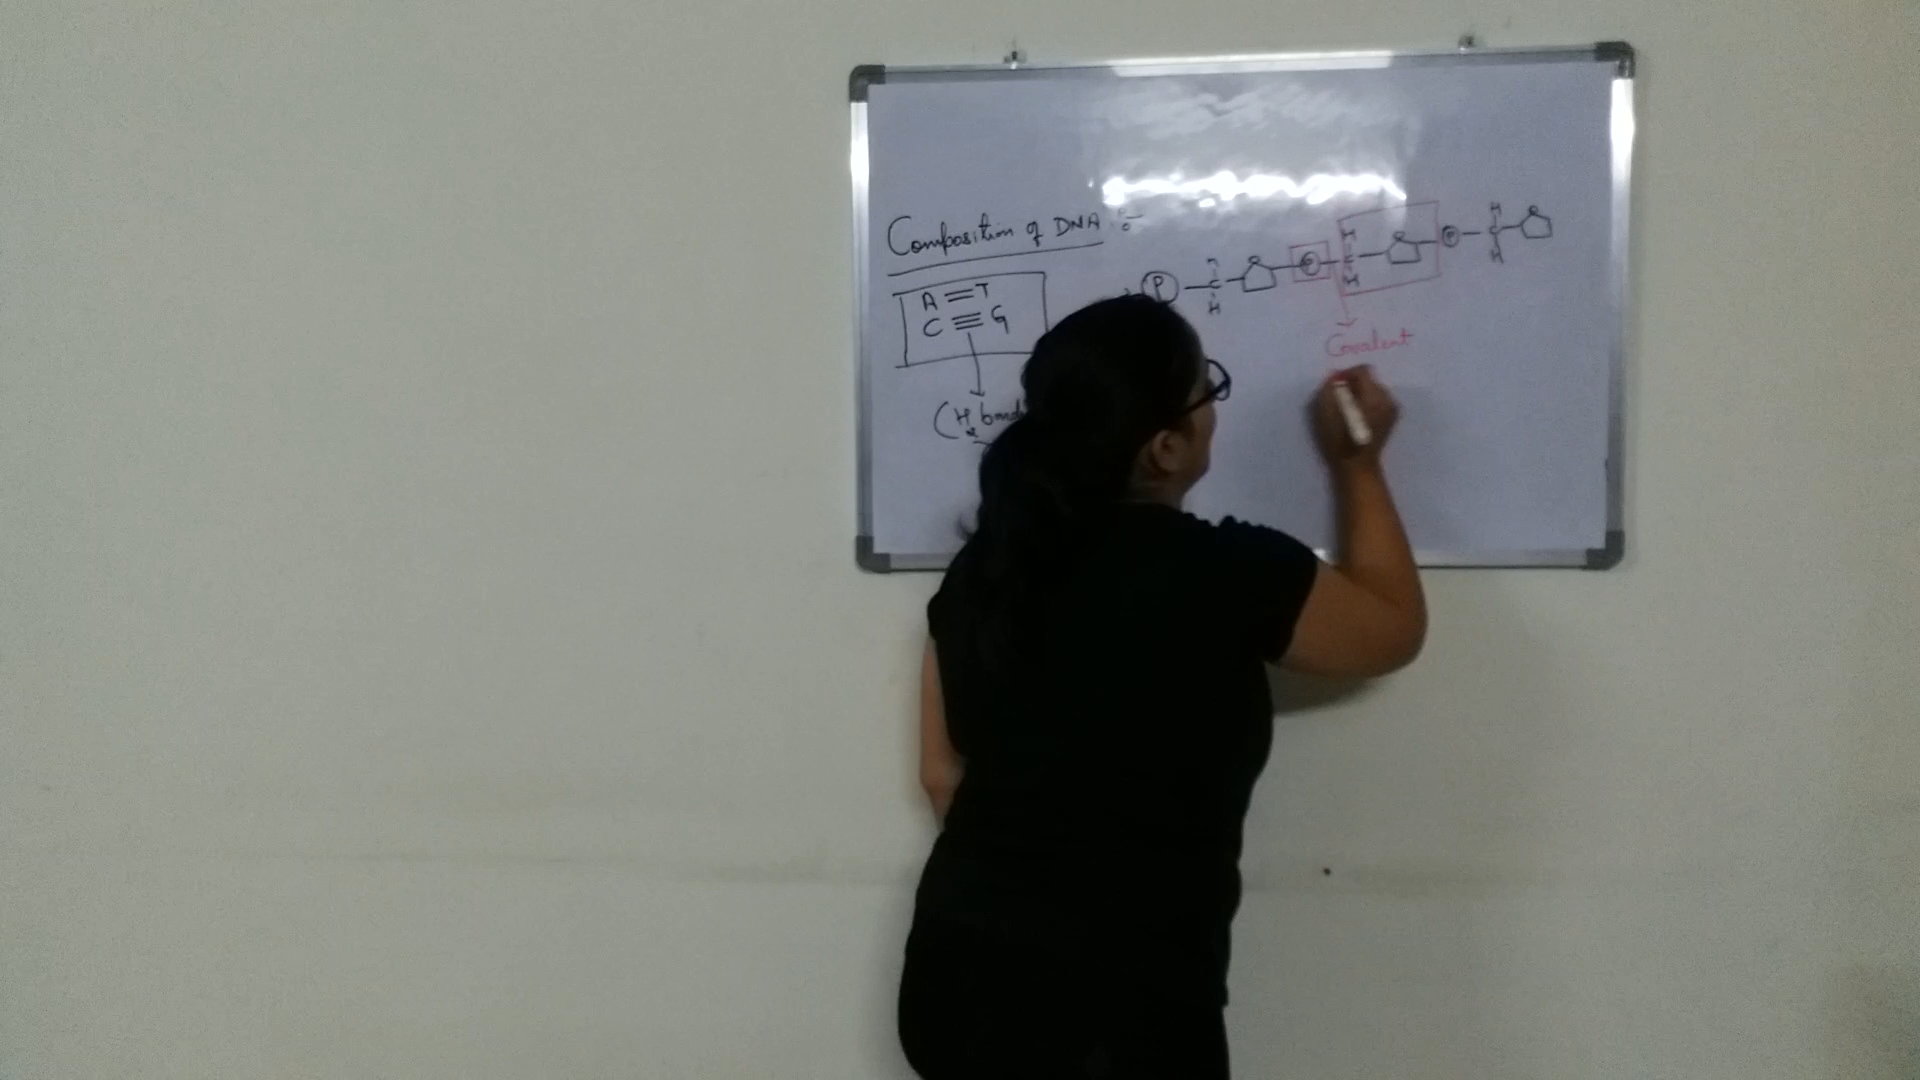 Composition of DNA :-
A = T
C ≡ G
(H2 bond
P - C - P - C - P - C
H H H
H H
Covalent